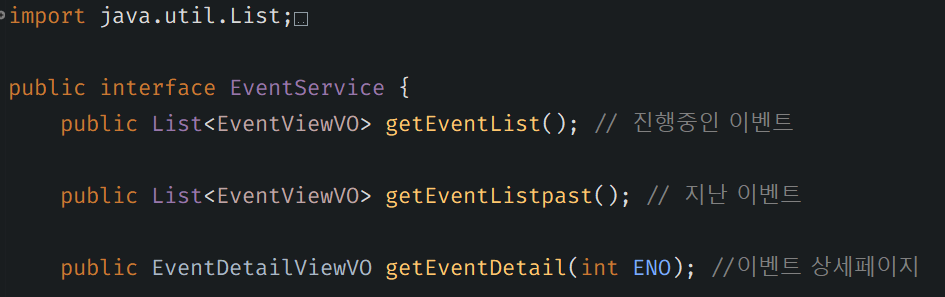 import java.util.List;
public interface EventService {
public List<EventViewVO> getEventList(); // 진행중인 이벤트
public List<EventViewVO> getEventListpast(); // 지난 이벤트
public EventDetailViewVO getEventDetail(int ENO); //이벤트 상세페이지